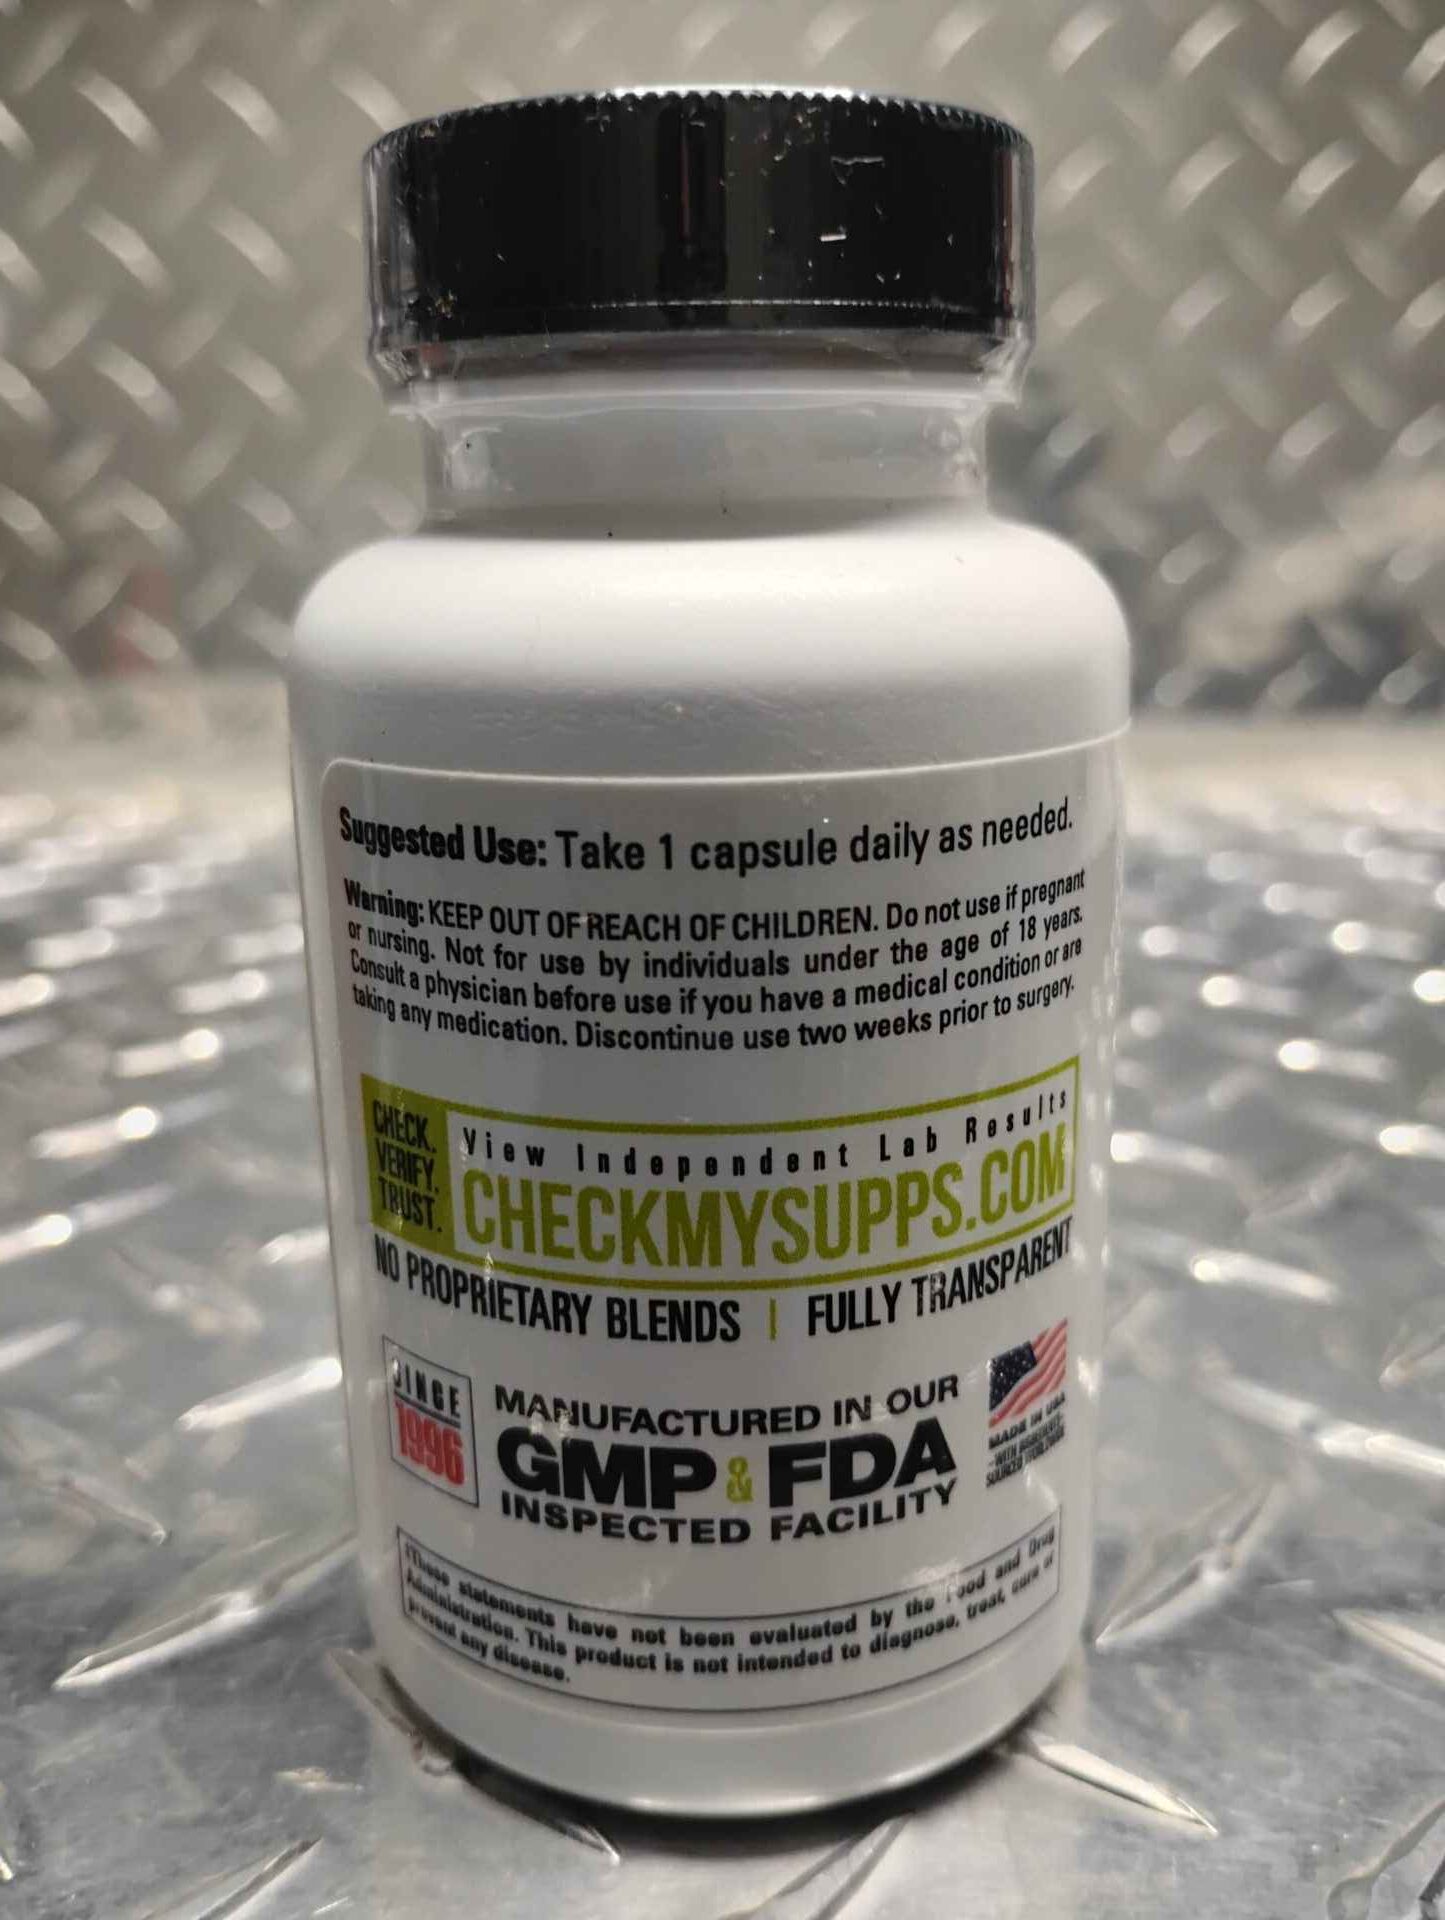 Suggested Use: Take 1 capsule daily as needed.
Warning: KEEP OUT OF REACH OF CHILDREN. Do not use if pregnant
or nursing. Not for use by individuals under the age of 18 years.
Consult a physician before use if you have a medical condition or are
taking any medication. Discontinue use two weeks prior to surgery.
CHECK.
VERIFY.
TRUST.
View Independent Lab Results
CHECKMYSUPPS.COM
NO PROPRIETARY BLENDS | FULLY TRANSPARENT
SINCE
1996
MANUFACTURED IN OUR
GMP & FDA
INSPECTED FACILITY
MADE IN USA
-WITH INGREDIENTS-
SOURCED WORLDWIDE
†These statements have not been evaluated by the Food and Drug
Administration. This product is not intended to diagnose, treat, cure or
prevent any disease.